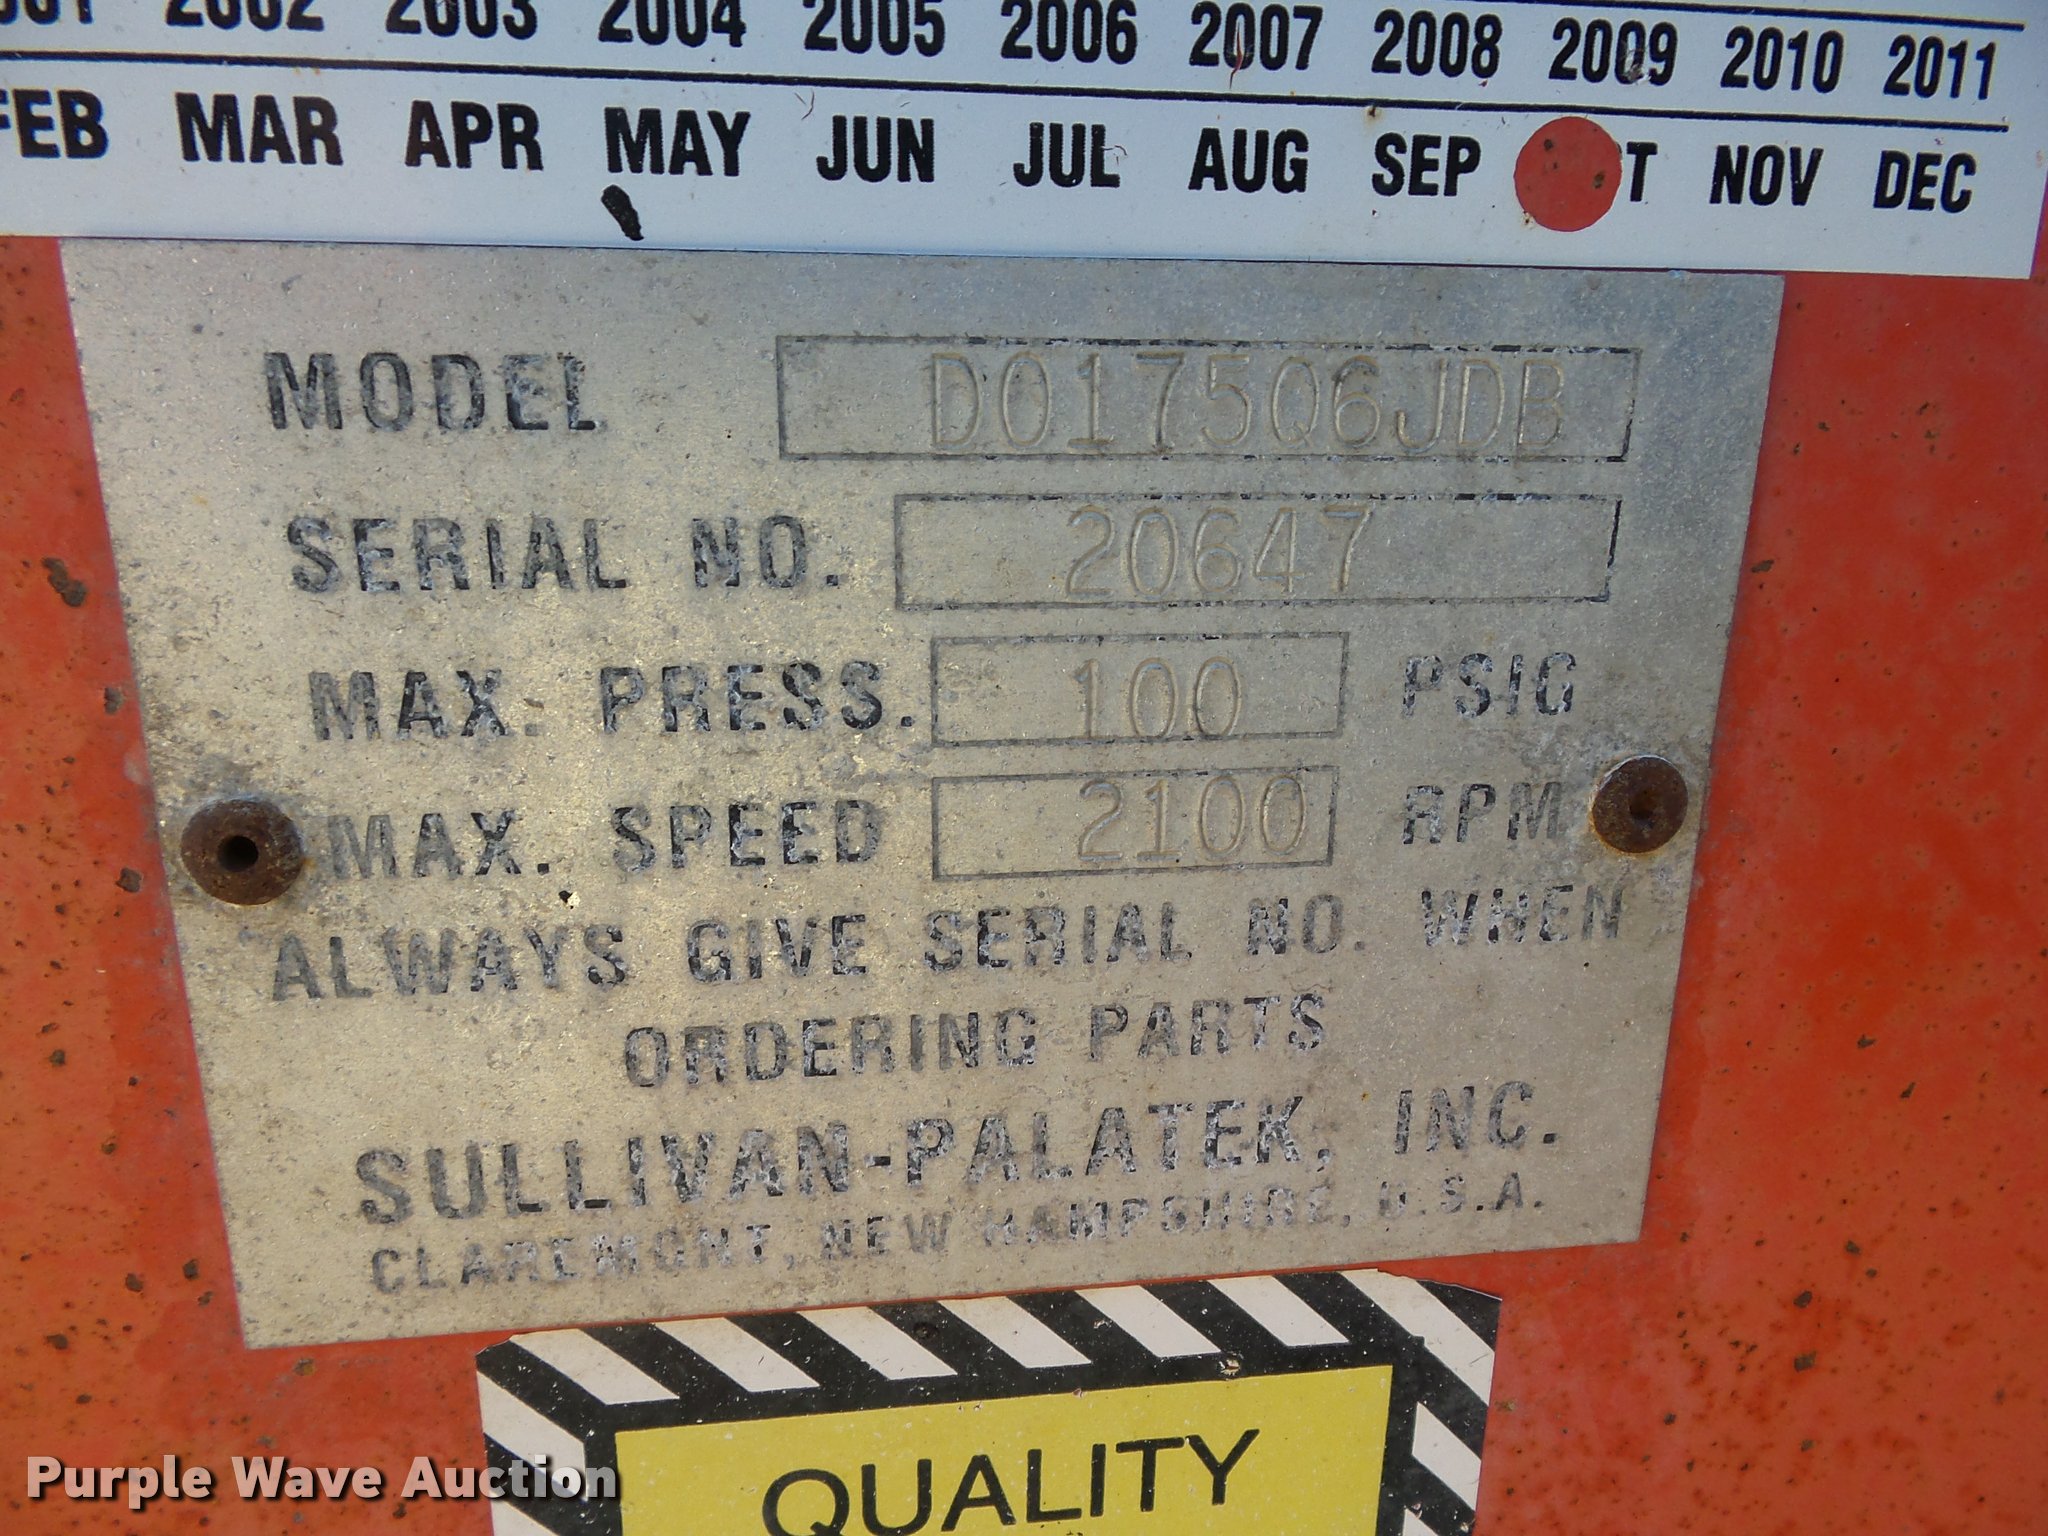 2002 2003 2004 2005 2006 2007 2008 2009 2010 2011
FEB MAR APR MAY JUN JUL AUG SEP NOV DEC
MODEL D0175Q6JDB
SERIAL NO. 20647
MAX. PRESS. 100 PSIG
MAX. SPEED 2100 RPM
ALWAYS GIVE SERIAL NO. WHEN
ORDERING PARTS
SULLIVAN-PALATEK, INC.
CLAREMONT, NEW HAMPSHIRE, U.S.A.
QUALITY
Purple Wave Auction